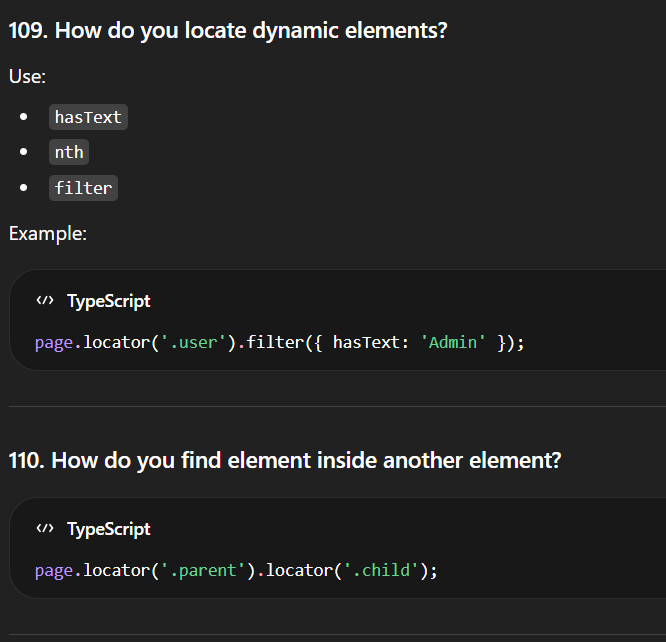 109. How do you locate dynamic elements?
Use:
• hasText
• nth
• filter
Example:
</> TypeScript
page.locator('.user').filter({ hasText: 'Admin' });
110. How do you find element inside another element?
</> TypeScript
page.locator('.parent').locator('.child');